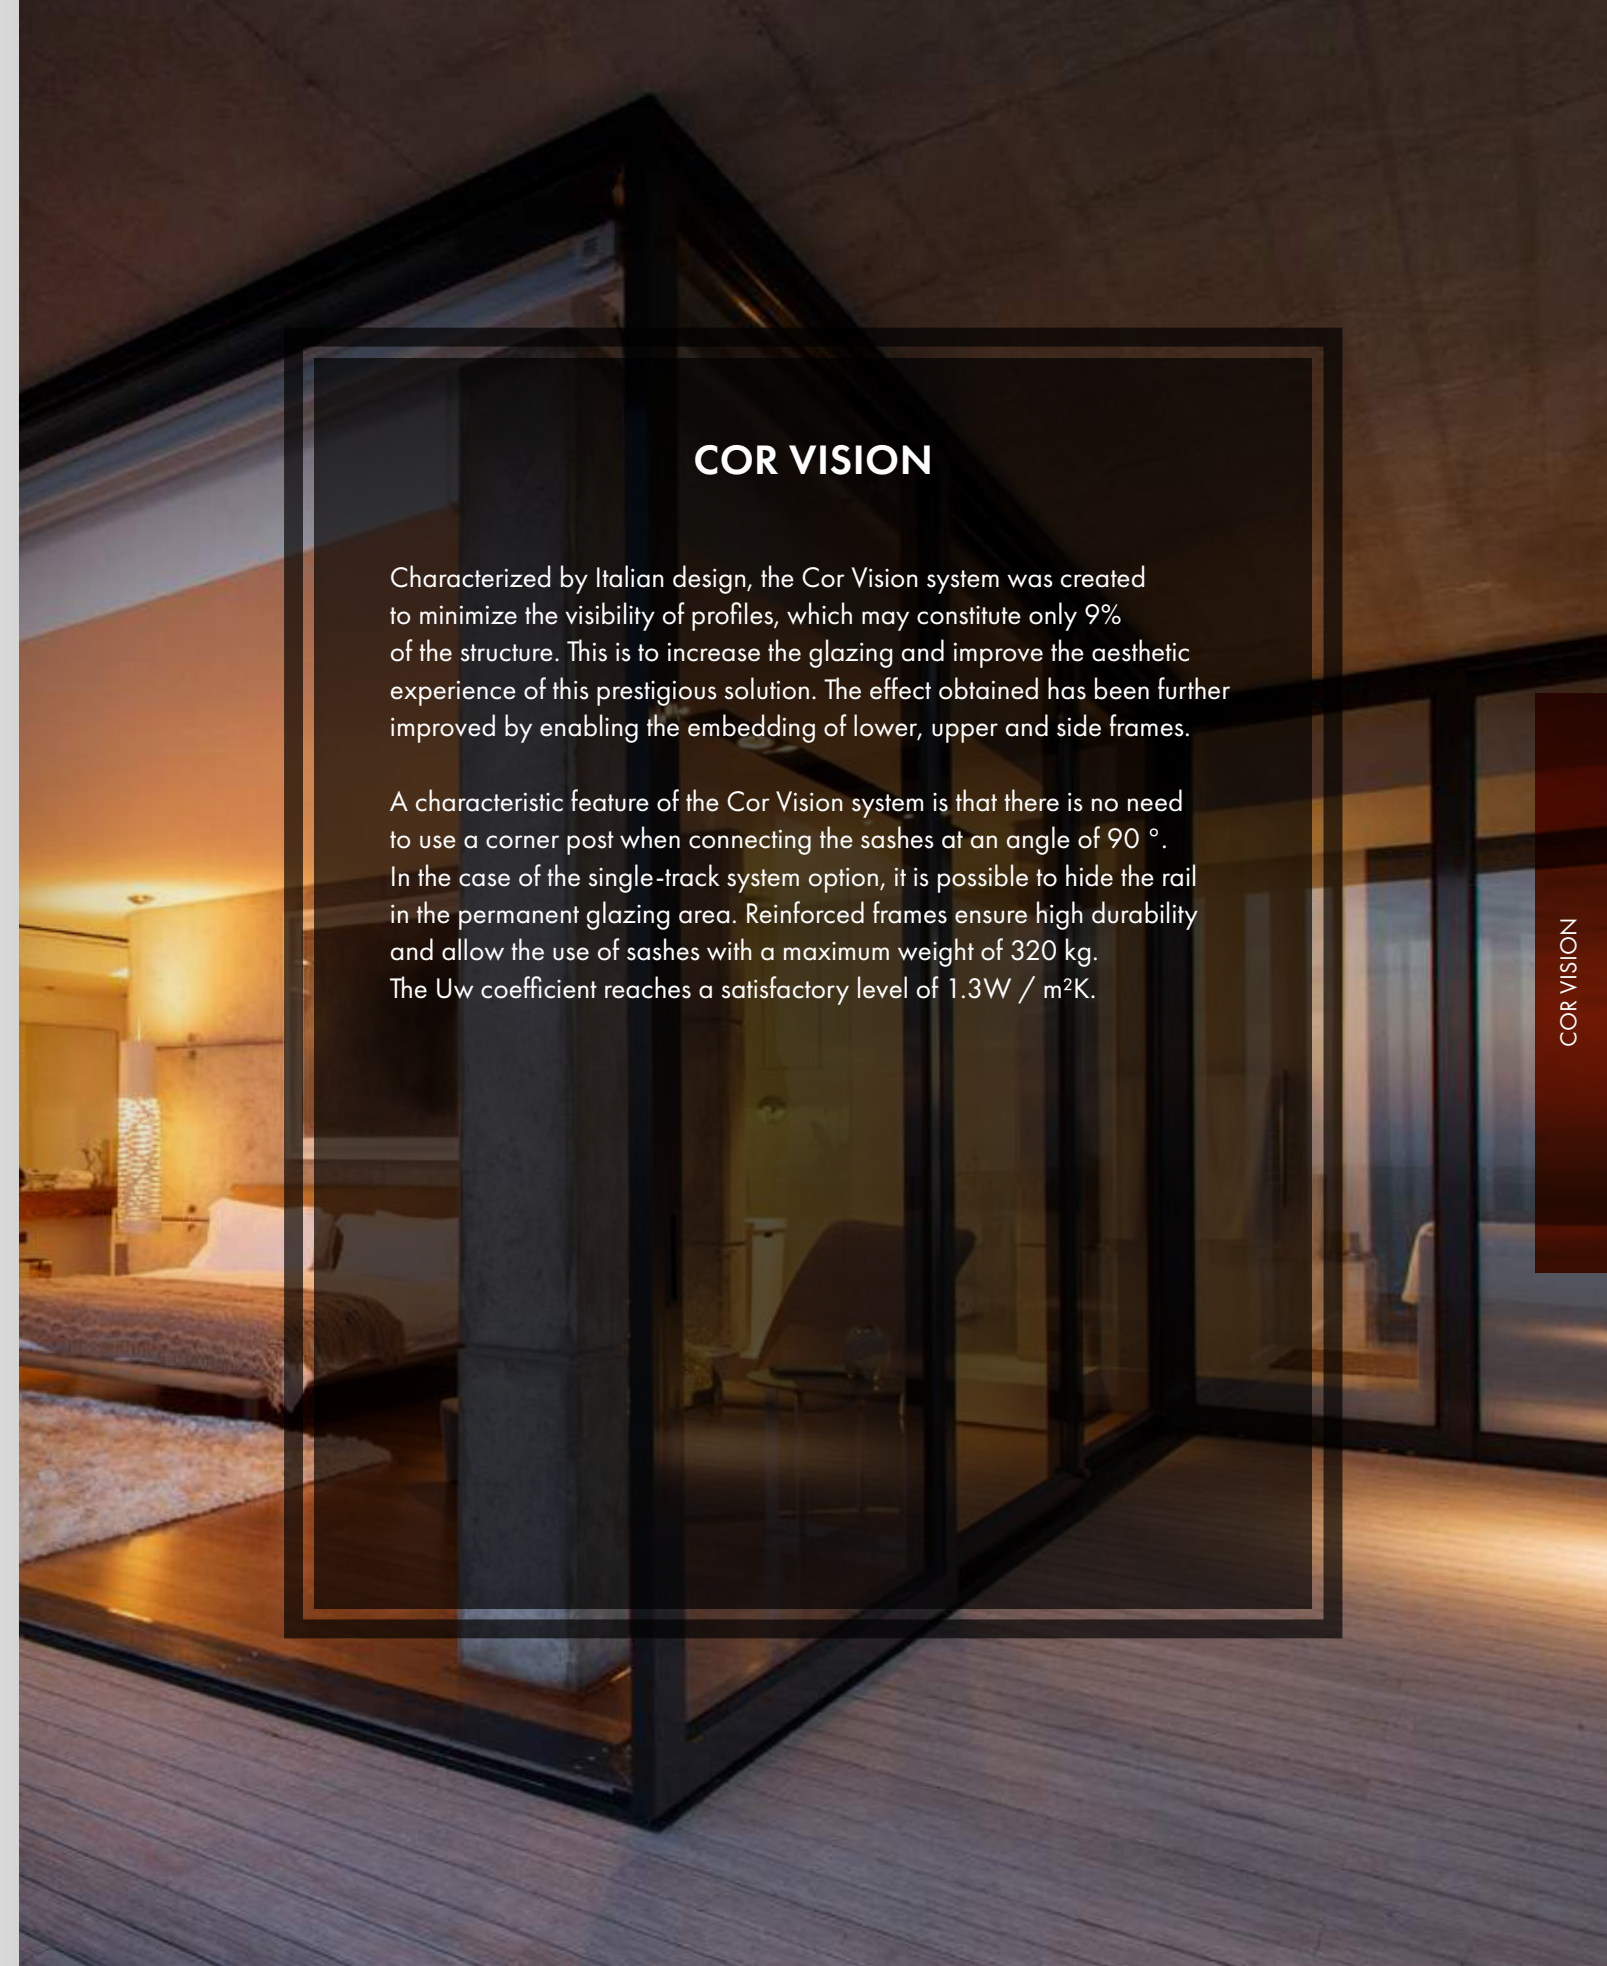 COR VISION
Characterized by Italian design, the Cor Vision system was created
to minimize the visibility of profiles, which may constitute only 9%
of the structure. This is to increase the glazing and improve the aesthetic
experience of this prestigious solution. The effect obtained has been further
improved by enabling the embedding of lower, upper and side frames.
A characteristic feature of the Cor Vision system is that there is no need
to use a corner post when connecting the sashes at an angle of 90 °.
In the case of the single-track system option, it is possible to hide the rail
in the permanent glazing area. Reinforced frames ensure high durability
and allow the use of sashes with a maximum weight of 320 kg.
The Uw coefficient reaches a satisfactory level of 1.3W / m²K.
COR VISION